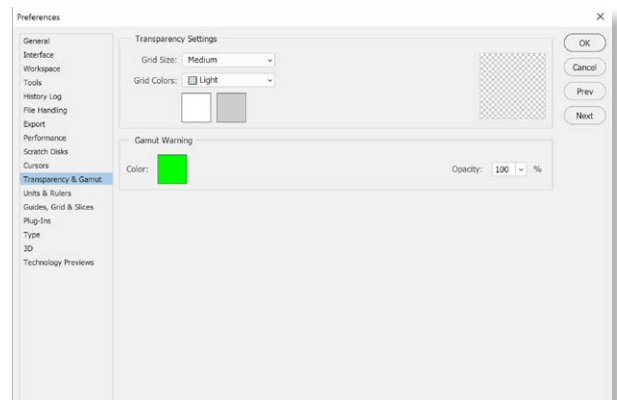 Preferences
General
Interface
Workspace
Tools
History Log
File Handling
Export
Performance
Scratch Disks
Cursors
Transparency & Gamut
Units & Rulers
Guides, Grid & Slices
Plug-Ins
Type
3D
Technology Previews
Transparency Settings
Grid Size: Medium
Grid Colors: Light
Gamut Warning
Color:
Opacity: 100 %
OK
Cancel
Prev
Next